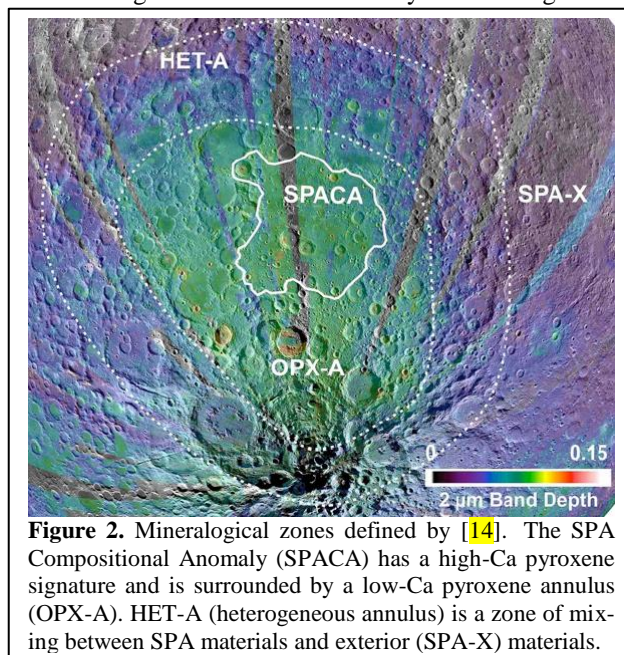 HET-A
SPACA
SPA-X
OPX-A
0 0.15
2 µm Band Depth
Figure 2. Mineralogical zones defined by [14]. The SPA
Compositional Anomaly (SPACA) has a high-Ca pyroxene
signature and is surrounded by a low-Ca pyroxene annulus
(OPX-A). HET-A (heterogeneous annulus) is a zone of mix-
ing between SPA materials and exterior (SPA-X) materials.